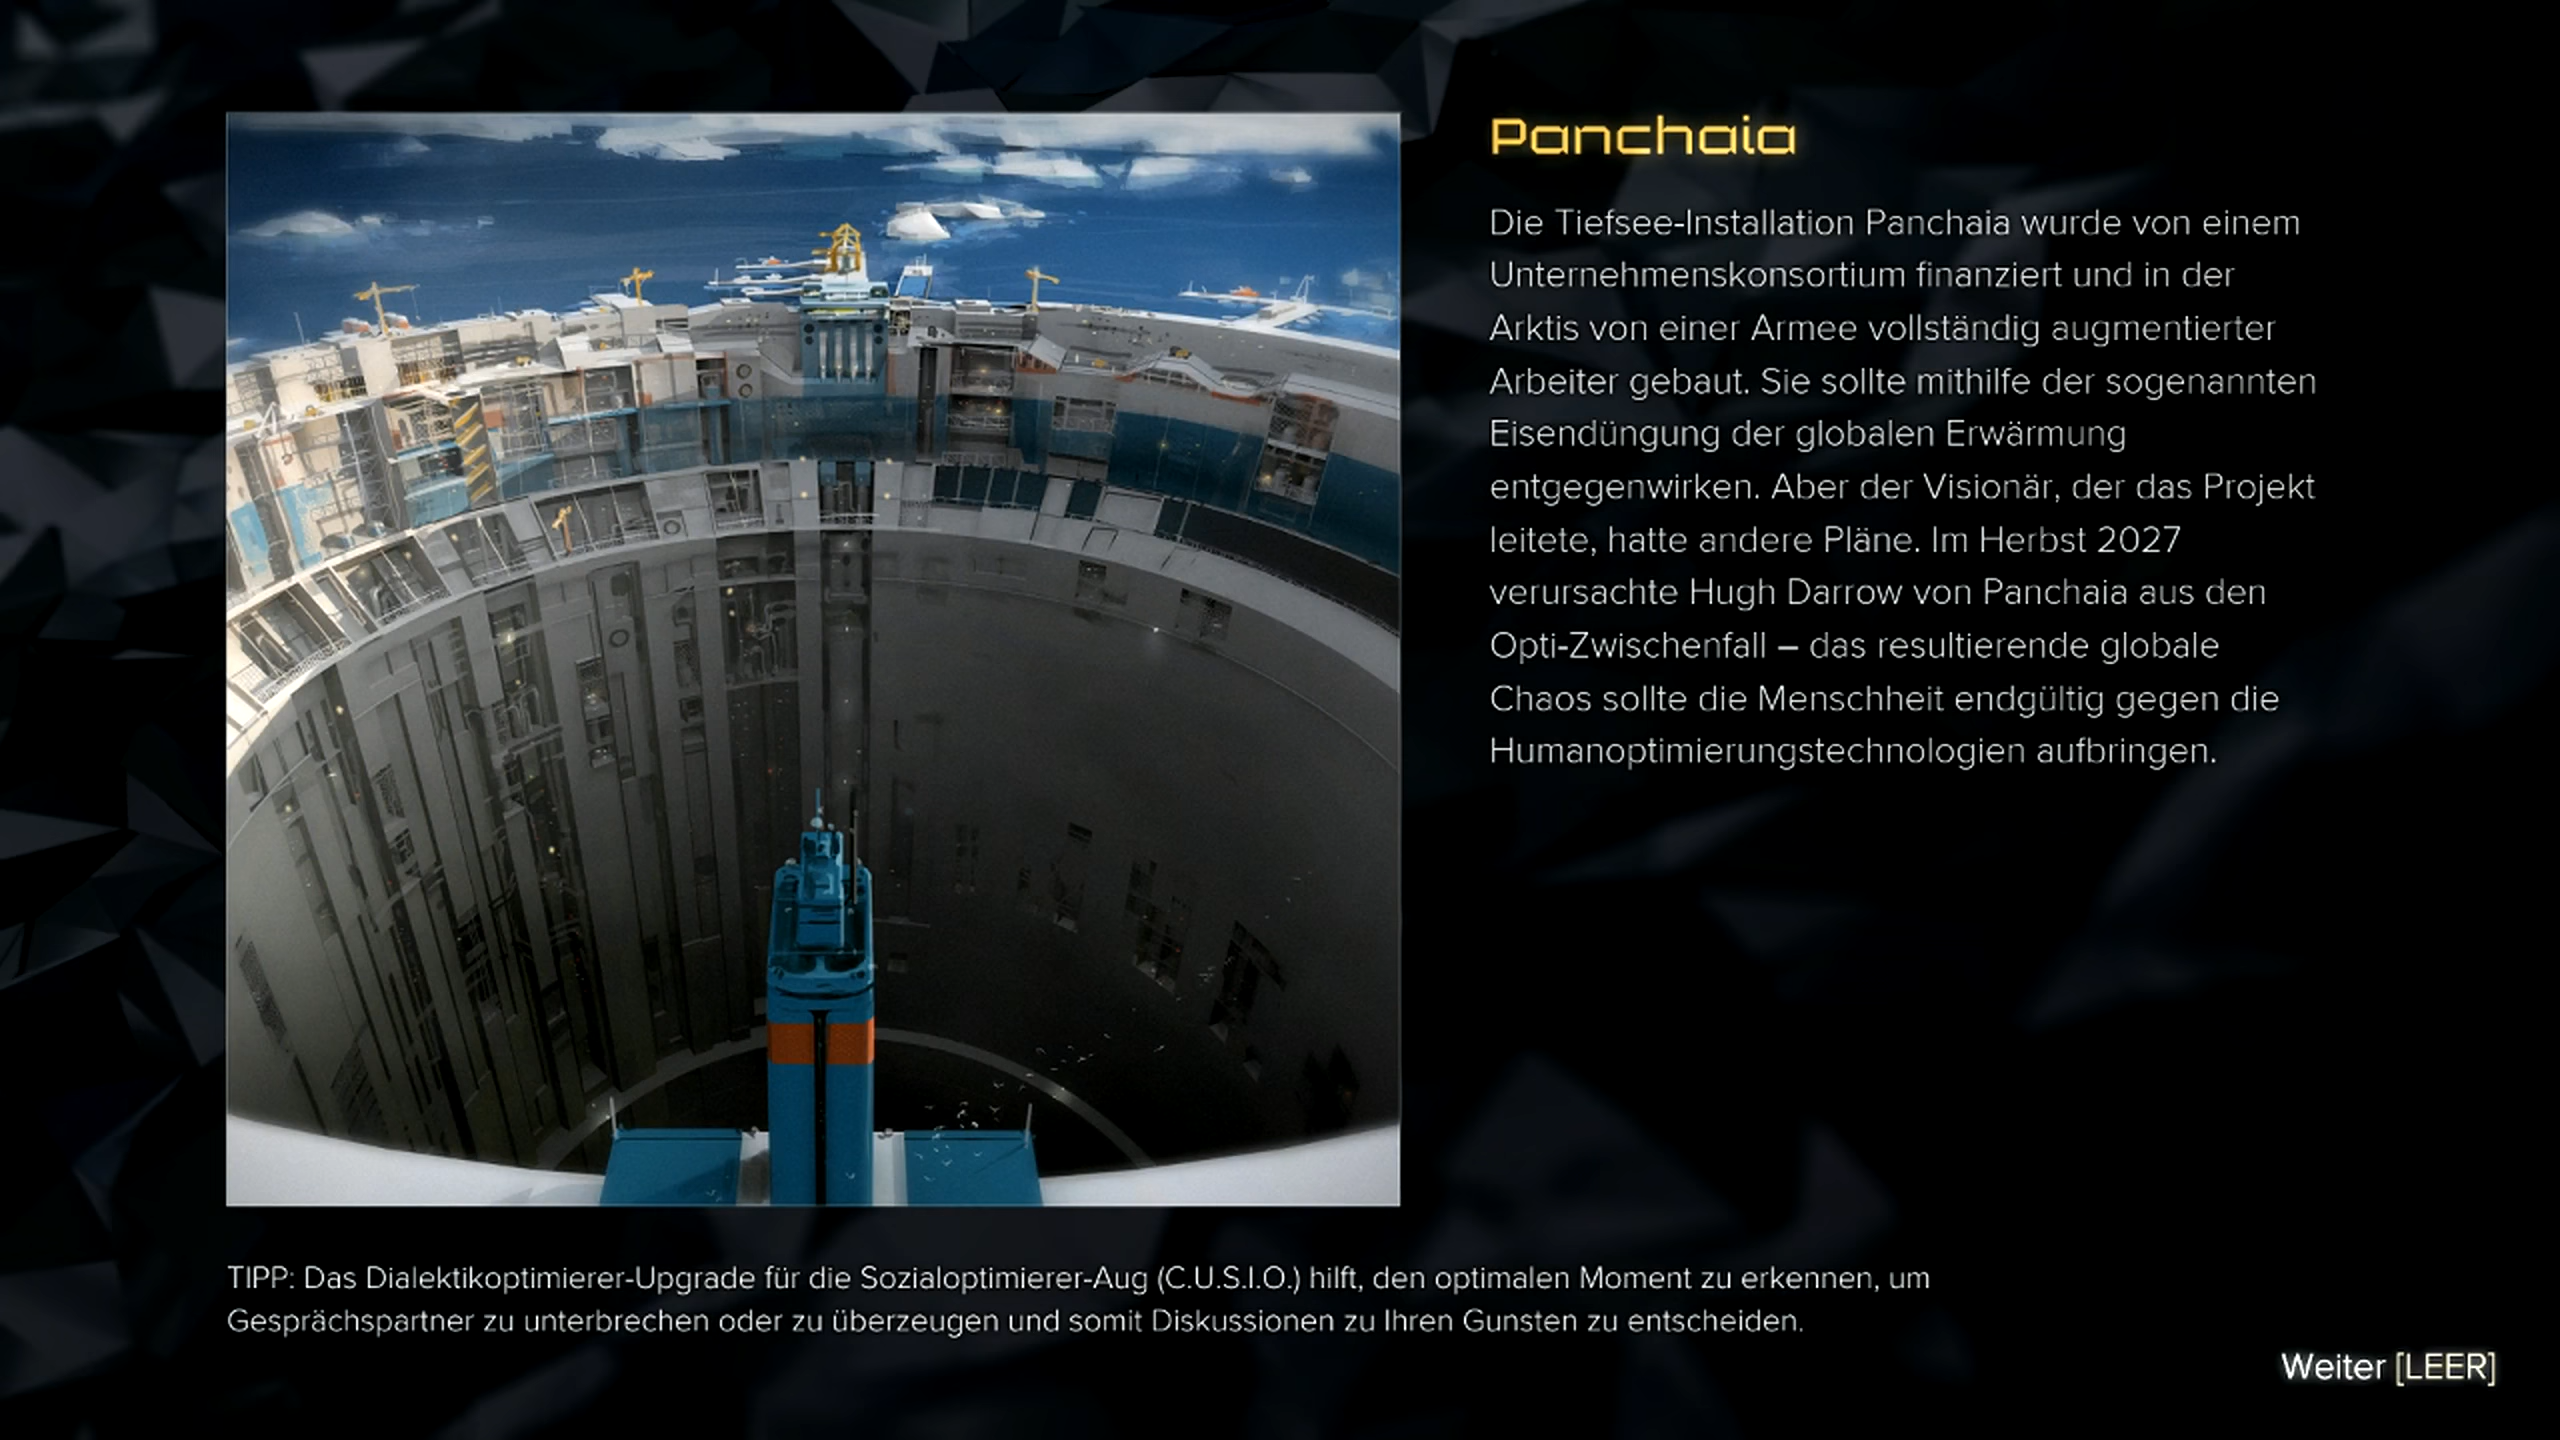 Panchaia
Die Tiefsee-Installation Panchaia wurde von einem
Unternehmenskonsortium finanziert und in der
Arktis von einer Armee vollständig augmentierter
Arbeiter gebaut. Sie sollte mithilfe der sogenannten
Eisendüngung der globalen Erwärmung
entgegenwirken. Aber der Visionär, der das Projekt
leitete, hatte andere Pläne. Im Herbst 2027
verursachte Hugh Darrow von Panchaia aus den
Opti-Zwischenfall – das resultierende globale
Chaos sollte die Menschheit endgültig gegen die
Humanoptimierungstechnologien aufbringen.
TIPP: Das Dialektikoptimierer-Upgrade für die Sozialoptimierer-Aug (C.U.S.I.O.) hilft, den optimalen Moment zu erkennen, um
Gesprächspartner zu unterbrechen oder zu überzeugen und somit Diskussionen zu Ihren Gunsten zu entscheiden.
Weiter [LEER]